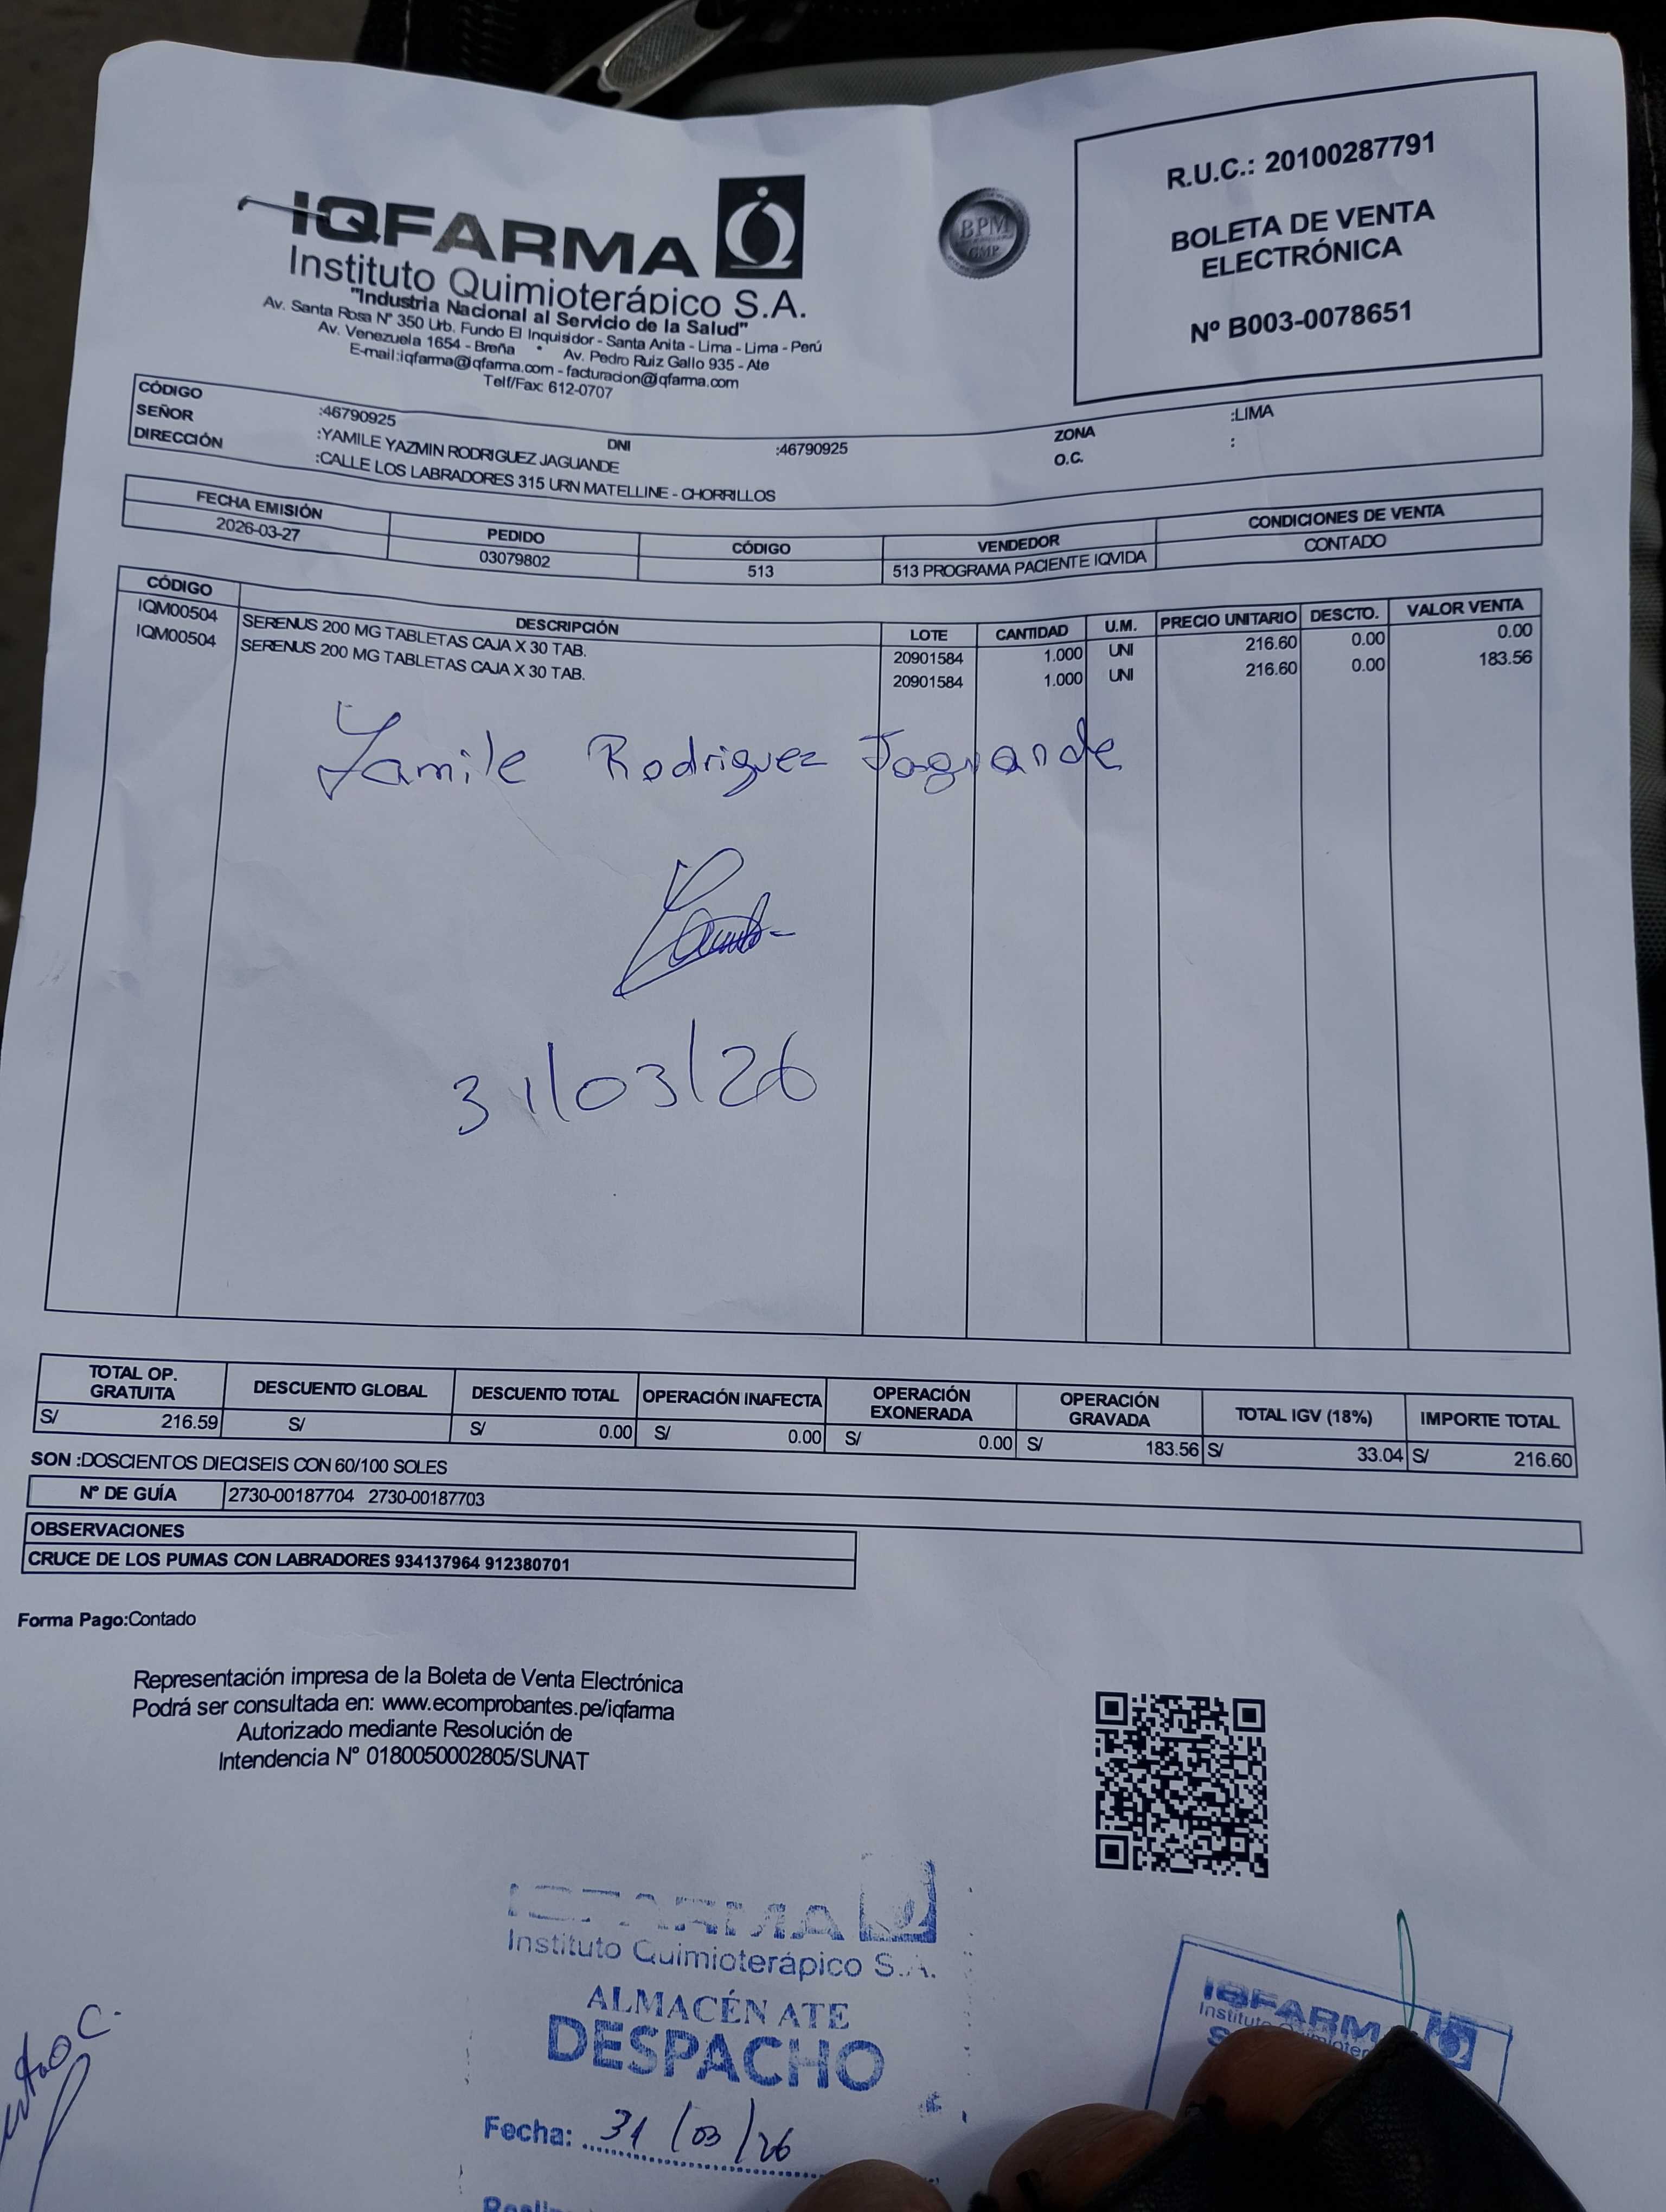 IQFARMA
Instituto Quimioterápico S.A.
"Industria Nacional al Servicio de la Salud"
Av. Santa Rosa N° 350 Urb. Fundo El Inquisidor - Santa Anita - Lima - Lima - Perú
Av. Venezuela 1654 - Breña * Av. Pedro Ruiz Gallo 935 - Ate
E-mail:iqfarma@iqfarma.com - facturacion@iqfarma.com
Telf/Fax: 612-0707
BPM
GMP
R.U.C.: 20100287791
BOLETA DE VENTA
ELECTRÓNICA
Nº B003-0078651
CÓDIGO :46790925 DNI :46790925 ZONA :LIMA
SEÑOR :YAMILE YAZMIN RODRIGUEZ JAGUANDE O.C. :
DIRECCIÓN :CALLE LOS LABRADORES 315 URN MATELLINE - CHORRILLOS
FECHA EMISIÓN PEDIDO CÓDIGO VENDEDOR CONDICIONES DE VENTA
2026-03-27 03079802 513 513 PROGRAMA PACIENTE IQVIDA CONTADO
CÓDIGO DESCRIPCIÓN LOTE CANTIDAD U.M. PRECIO UNITARIO DESCTO. VALOR VENTA
IQM00504 SERENUS 200 MG TABLETAS CAJA X 30 TAB. 20901584 1.000 UNI 216.60 0.00 0.00
IQM00504 SERENUS 200 MG TABLETAS CAJA X 30 TAB. 20901584 1.000 UNI 216.60 0.00 183.56
Yamile Rodriguez Jaguande
31/03/26
TOTAL OP. GRATUITA DESCUENTO GLOBAL DESCUENTO TOTAL OPERACIÓN INAFECTA OPERACIÓN EXONERADA OPERACIÓN GRAVADA TOTAL IGV (18%) IMPORTE TOTAL
S/ 216.59 S/ S/ 0.00 S/ 0.00 S/ 0.00 S/ 183.56 S/ 33.04 S/ 216.60
SON :DOSCIENTOS DIECISEIS CON 60/100 SOLES
Nº DE GUÍA 2730-00187704 2730-00187703
OBSERVACIONES
CRUCE DE LOS PUMAS CON LABRADORES 934137964 912380701
Forma Pago:Contado
Representación impresa de la Boleta de Venta Electrónica
Podrá ser consultada en: www.ecomprobantes.pe/iqfarma
Autorizado mediante Resolución de
Intendencia N° 0180050002805/SUNAT
IQFARMA
Instituto Quimioterápico S.A.
ALMACÉN ATE
DESPACHO
Fecha: 31/03/26
IQFARMA